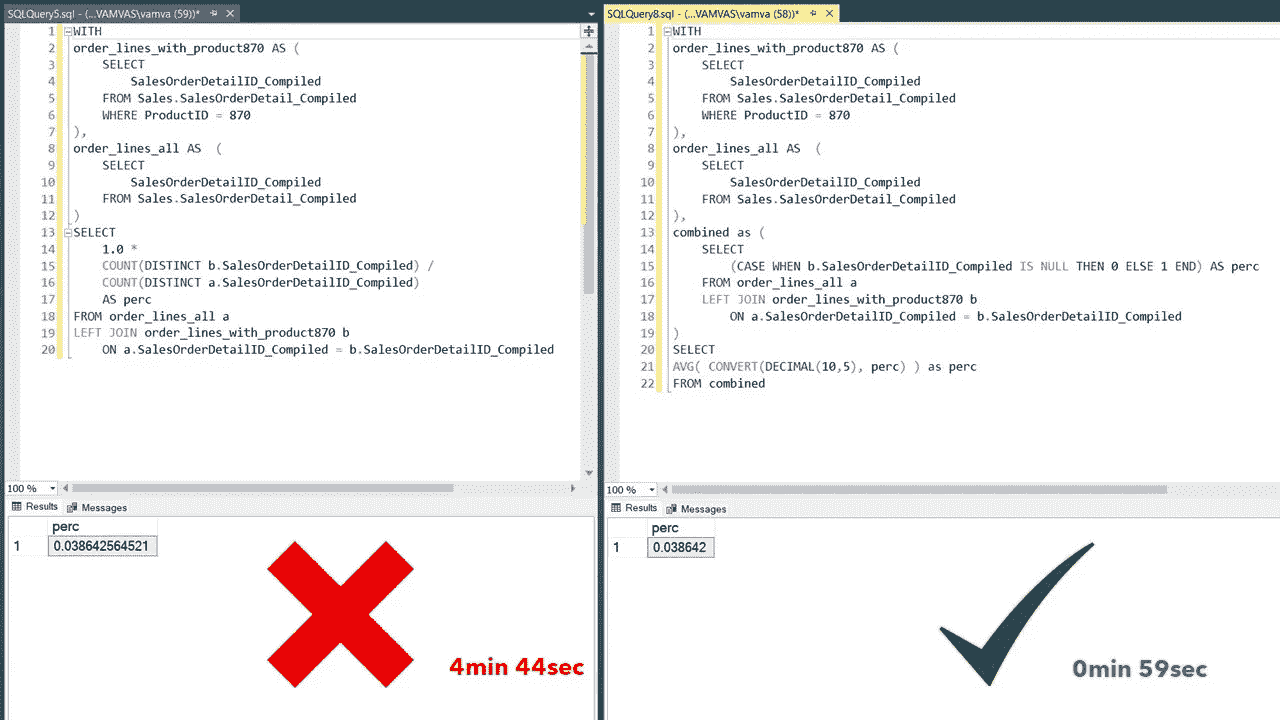 SQLQuery5.sql - (...VAMVAS\vamva (59))*
1 WITH
2 order_lines_with_product870 AS (
3 SELECT
4 SalesOrderDetailID_Compiled
5 FROM Sales.SalesOrderDetail_Compiled
6 WHERE ProductID = 870
7 ),
8 order_lines_all AS (
9 SELECT
10 SalesOrderDetailID_Compiled
11 FROM Sales.SalesOrderDetail_Compiled
12 )
13 SELECT
14 1.0 *
15 COUNT(DISTINCT b.SalesOrderDetailID_Compiled) /
16 COUNT(DISTINCT a.SalesOrderDetailID_Compiled)
17 AS perc
18 FROM order_lines_all a
19 LEFT JOIN order_lines_with_product870 b
20 ON a.SalesOrderDetailID_Compiled = b.SalesOrderDetailID_Compiled
100 %
Results Messages
perc
1 0.038642564521
4min 44sec
SQLQuery8.sql - (...VAMVAS\vamva (58))*
1 WITH
2 order_lines_with_product870 AS (
3 SELECT
4 SalesOrderDetailID_Compiled
5 FROM Sales.SalesOrderDetail_Compiled
6 WHERE ProductID = 870
7 ),
8 order_lines_all AS (
9 SELECT
10 SalesOrderDetailID_Compiled
11 FROM Sales.SalesOrderDetail_Compiled
12 ),
13 combined as (
14 SELECT
15 (CASE WHEN b.SalesOrderDetailID_Compiled IS NULL THEN 0 ELSE 1 END) AS perc
16 FROM order_lines_all a
17 LEFT JOIN order_lines_with_product870 b
18 ON a.SalesOrderDetailID_Compiled = b.SalesOrderDetailID_Compiled
19 )
20 SELECT
21 AVG( CONVERT(DECIMAL(10,5), perc) ) as perc
22 FROM combined
100 %
Results Messages
perc
1 0.038642
0min 59sec